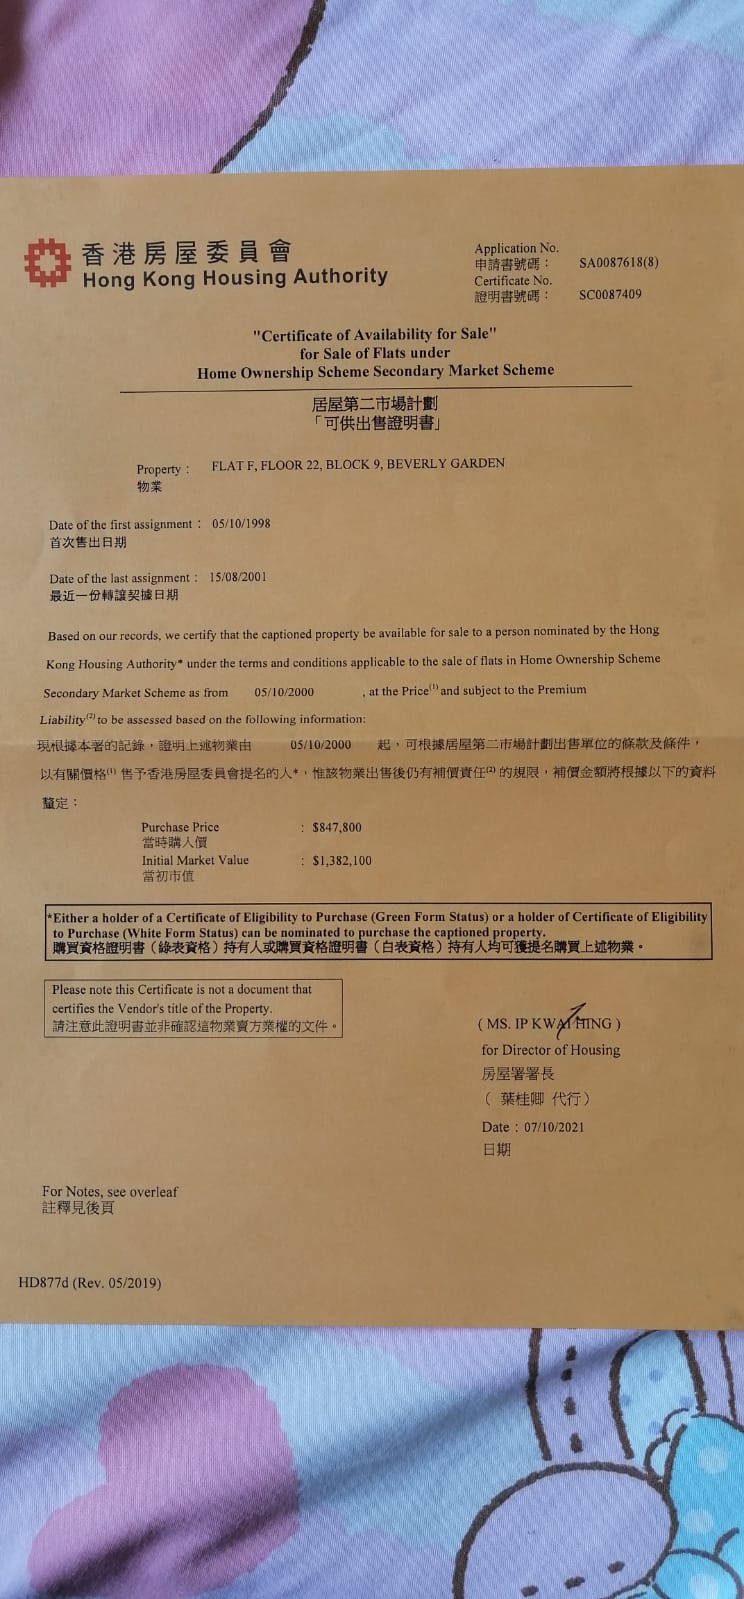 香港房屋委員會
Hong Kong Housing Authority
Application No.
申請書號碼： SA0087618(8)
Certificate No.
證明書號碼： SC0087409
"Certificate of Availability for Sale"
for Sale of Flats under
Home Ownership Scheme Secondary Market Scheme
居屋第二市場計劃
「可供出售證明書」
Property : FLAT F, FLOOR 22, BLOCK 9, BEVERLY GARDEN
物業
Date of the first assignment : 05/10/1998
首次售出日期
Date of the last assignment : 15/08/2001
最近一份轉讓契據日期
Based on our records, we certify that the captioned property be available for sale to a person nominated by the Hong
Kong Housing Authority* under the terms and conditions applicable to the sale of flats in Home Ownership Scheme
Secondary Market Scheme as from 05/10/2000 , at the Price(1) and subject to the Premium
Liability(2) to be assessed based on the following information:
現根據本署的記錄，證明上述物業由 05/10/2000 起，可根據居屋第二市場計劃出售單位的條款及條件，
以有關價格(1) 售予香港房屋委員會提名的人*，惟該物業出售後仍有補價責任(2) 的規限，補價金額將根據以下的資料
釐定：
Purchase Price : $847,800
當時購入價
Initial Market Value : $1,382,100
當初市值
*Either a holder of a Certificate of Eligibility to Purchase (Green Form Status) or a holder of Certificate of Eligibility
to Purchase (White Form Status) can be nominated to purchase the captioned property.
購買資格證明書（綠表資格）持有人或購買資格證明書（白表資格）持有人均可獲提名購買上述物業。
Please note this Certificate is not a document that
certifies the Vendor's title of the Property.
請注意此證明書並非確認這物業賣方業權的文件。
( MS. IP KWAI HING )
for Director of Housing
房屋署署長
（ 葉桂卿 代行）
Date : 07/10/2021
日期
For Notes, see overleaf
註釋見後頁
HD877d (Rev. 05/2019)